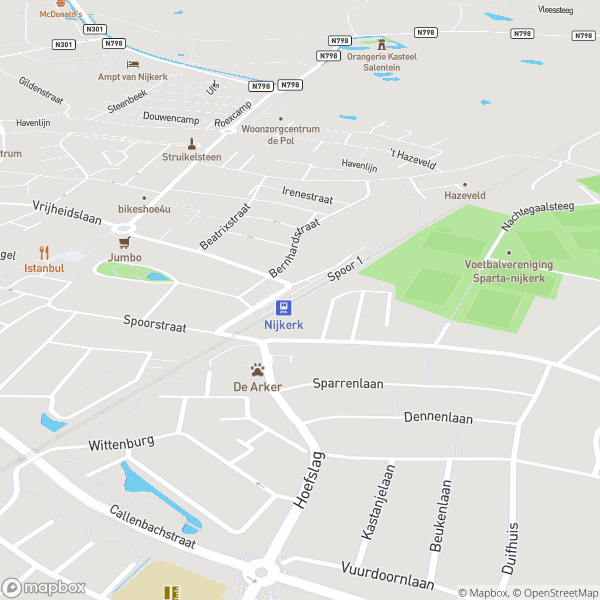 McDonald's
N301
N301
N798
N798
N798
Vleessteeg
N798
N798
N798
N798
Orangerie Kasteel
Salentein
Ampt van Nijkerk
Gildenstraat
Steenbeek
Ulft
Roexcamp
Douwencamp
Havenlijn
Woonzorgcentrum
de Pol
trum
Struikelsteen
't Hazeveld
Havenlijn
Irenestraat
Hazeveld
bikeshoe4u
Vrijheidslaan
Beatrixstraat
Bernhardstraat
Nachtegaalsteeg
gel
Istanbul
Jumbo
Spoor 1
Voetbalvereniging
Sparta-nijkerk
Nijkerk
Spoorstraat
De Arker
Sparrenlaan
Dennenlaan
Wittenburg
Hoefslag
Kastanjelaan
Beukenlaan
Duifhuis
Callenbachstraat
Vuurdoornlaan
mapbox
© Mapbox, © OpenStreetMap